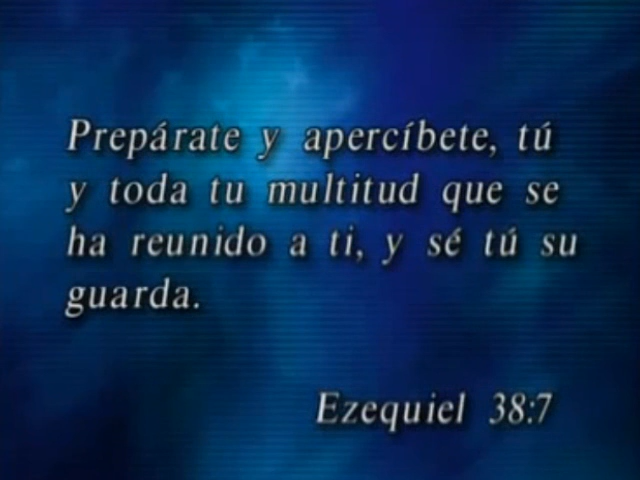 Prepárate y apercíbete, tú
y toda tu multitud que se
ha reunido a ti, y sé tú su
guarda.
Ezequiel 38:7